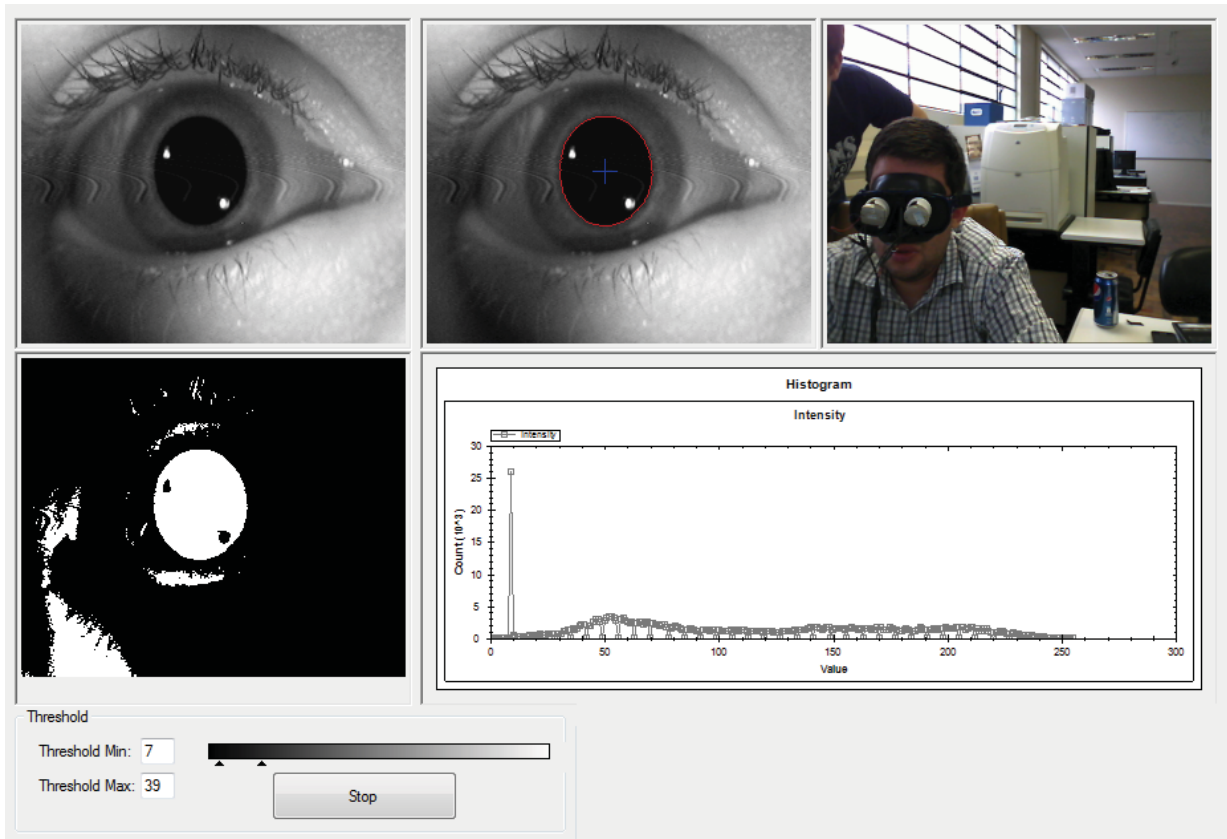 Histogram
Intensity
Intensity
30
25
20
15
10
5
0
Count (10^3)
0 50 100 150 200 250 300
Value
Threshold
Threshold Min: 7
Threshold Max: 39
Stop